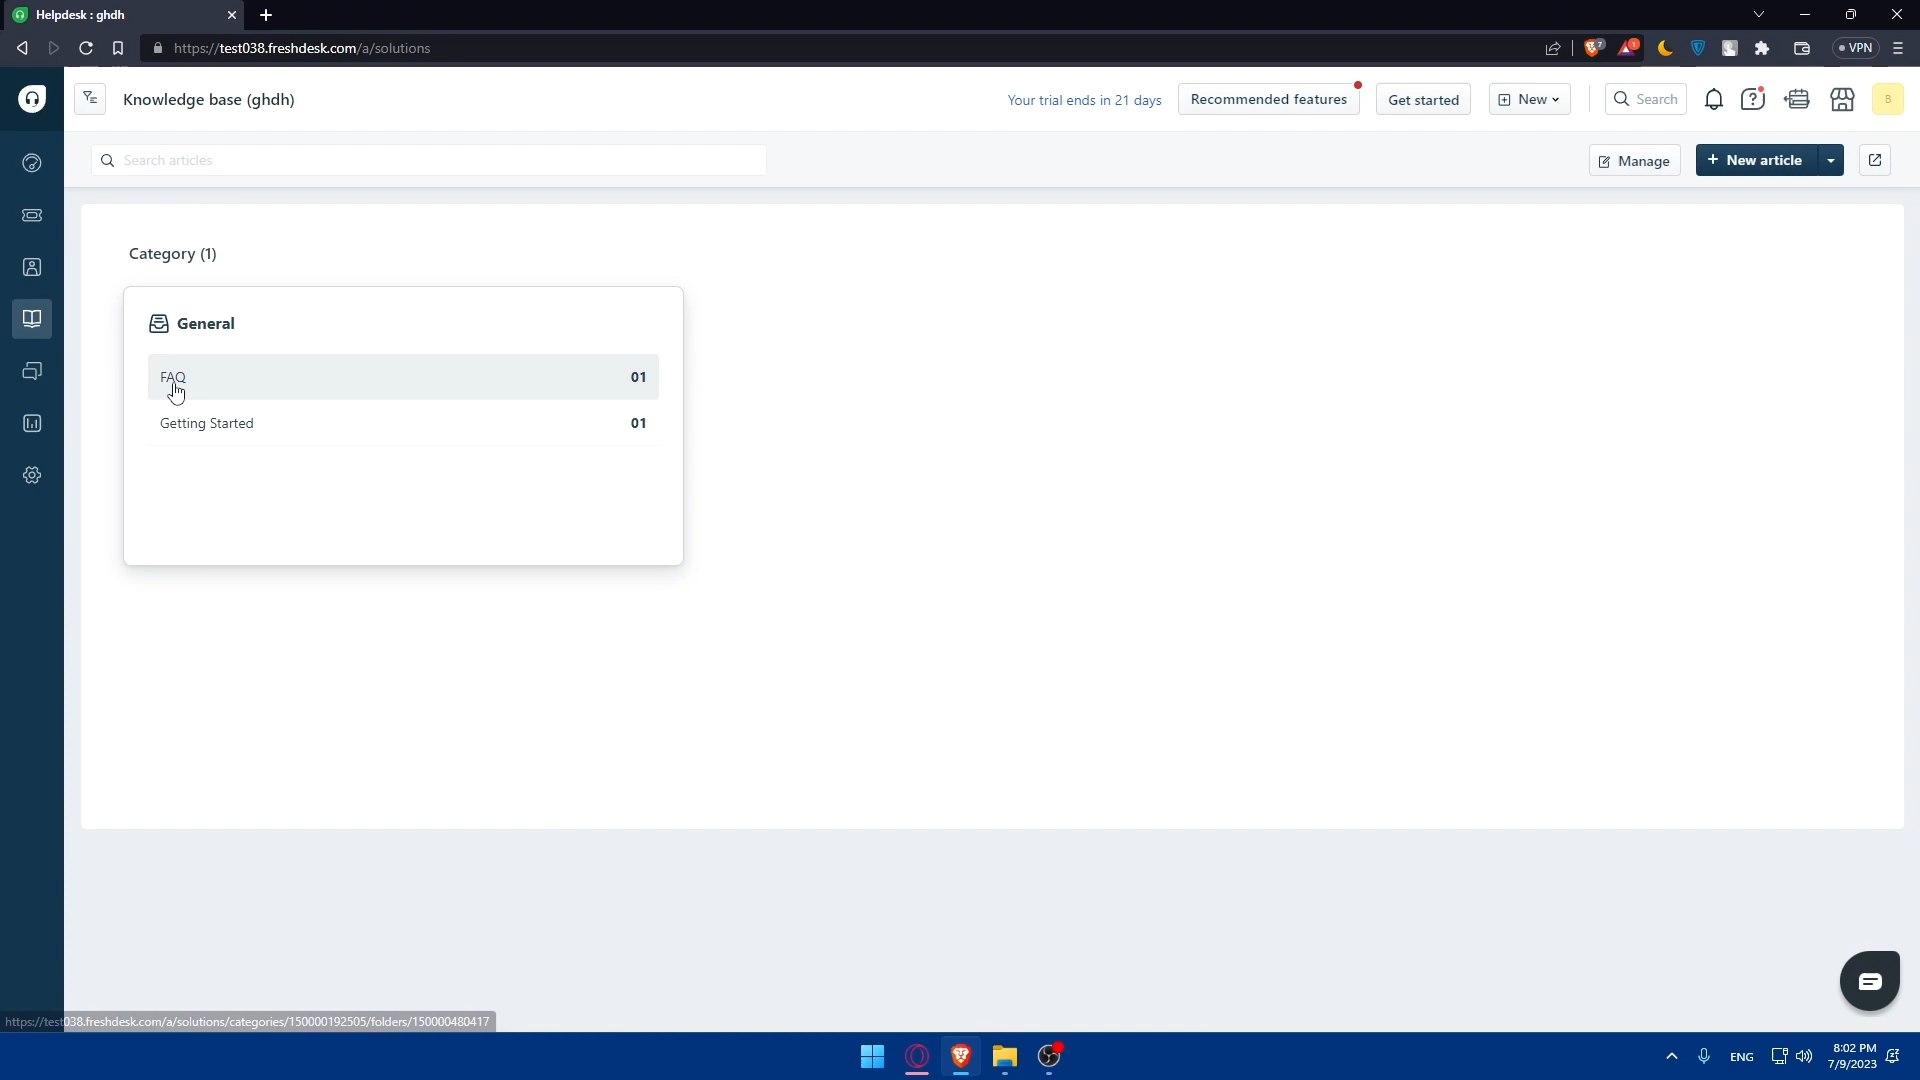 Helpdesk : ghdh
https://test038.freshdesk.com/a/solutions
7
1
VPN
Knowledge base (ghdh)
Your trial ends in 21 days
Recommended features
Get started
New
Search
B
Search articles
Manage
+ New article
Category (1)
General
FAQ 01
Getting Started 01
https://test038.freshdesk.com/a/solutions/categories/150000192505/folders/150000480417
ENG
8:02 PM
7/9/2023